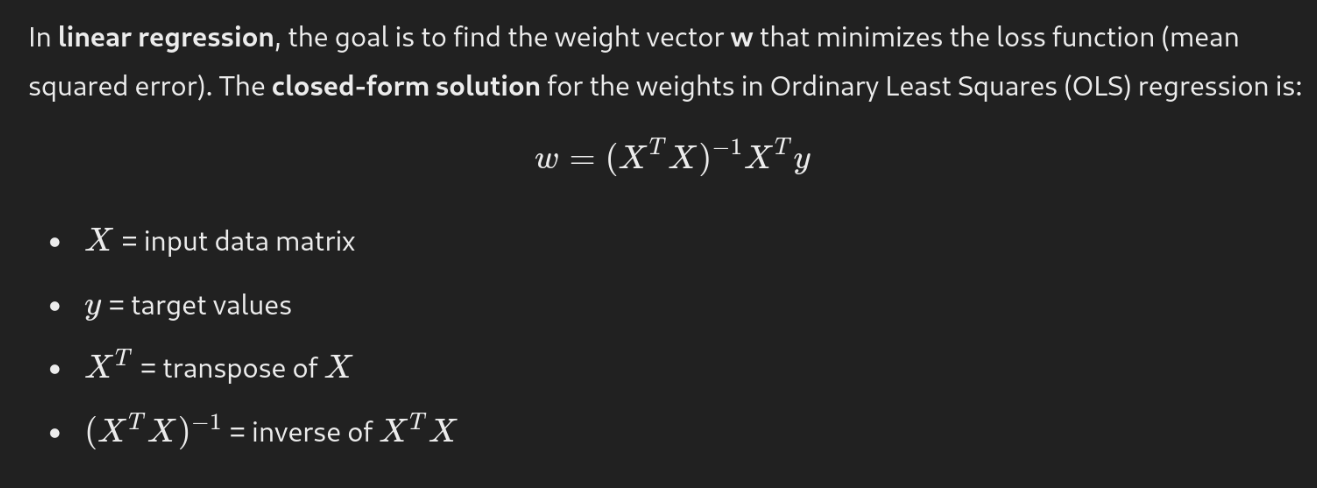 In linear regression, the goal is to find the weight vector w that minimizes the loss function (mean
squared error). The closed-form solution for the weights in Ordinary Least Squares (OLS) regression is:
w = (X^T X)^{-1} X^T y
• X = input data matrix
• y = target values
• X^T = transpose of X
• (X^T X)^{-1} = inverse of X^T X